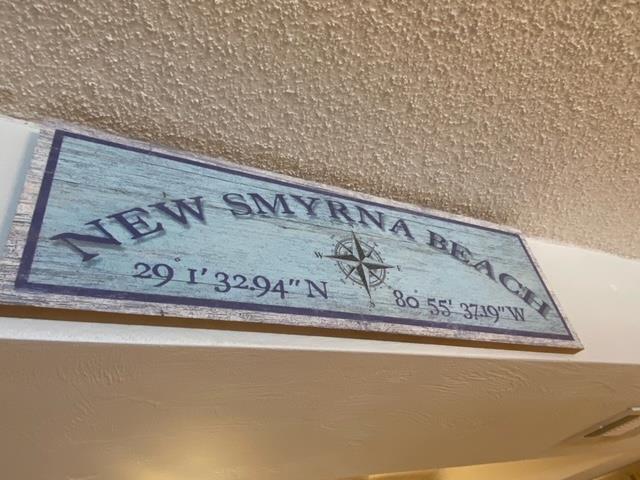 NEW SMYRNA BEACH
W E
29° 1' 32.94" N 80° 55' 37.19" W